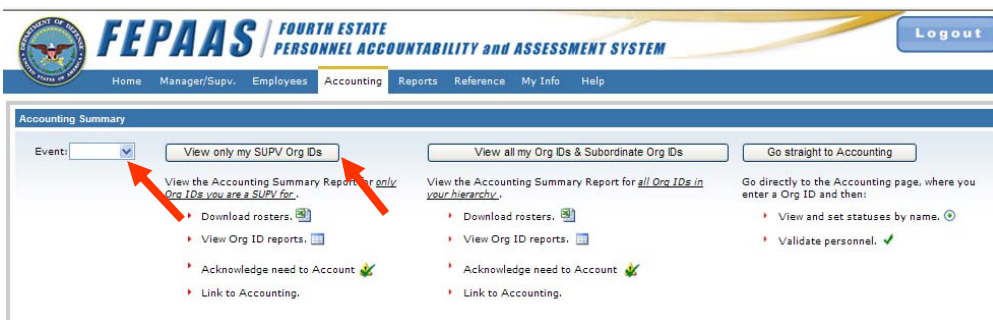 FEPAAS
FOURTH ESTATE
PERSONNEL ACCOUNTABILITY and ASSESSMENT SYSTEM
Logout
Home Manager/Supv. Employees Accounting Reports Reference My Info Help
Accounting Summary
Event:
View only my SUPV Org IDs
View the Accounting Summary Report for only
Org IDs you are a SUPV for.
Download rosters.
View Org ID reports.
Acknowledge need to Account
Link to Accounting.
View all my Org IDs & Subordinate Org IDs
View the Accounting Summary Report for all Org IDs in
your hierarchy.
Download rosters.
View Org ID reports.
Acknowledge need to Account
Link to Accounting.
Go straight to Accounting
Go directly to the Accounting page, where you
enter a Org ID and then:
View and set statuses by name.
Validate personnel.